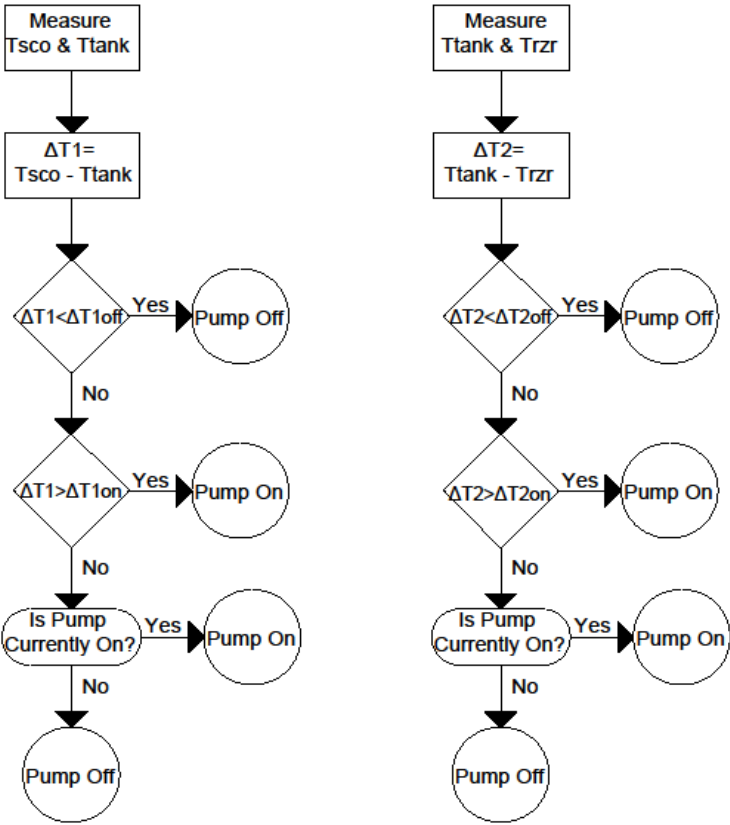 Measure
Tsco & Ttank
ΔT1=
Tsco - Ttank
ΔT1<ΔT1off
Yes
Pump Off
No
ΔT1>ΔT1on
Yes
Pump On
No
Is Pump
Currently On?
Yes
Pump On
No
Pump Off
Measure
Ttank & Trzr
ΔT2=
Ttank - Trzr
ΔT2<ΔT2off
Yes
Pump Off
No
ΔT2>ΔT2on
Yes
Pump On
No
Is Pump
Currently On?
Yes
Pump On
No
Pump Off